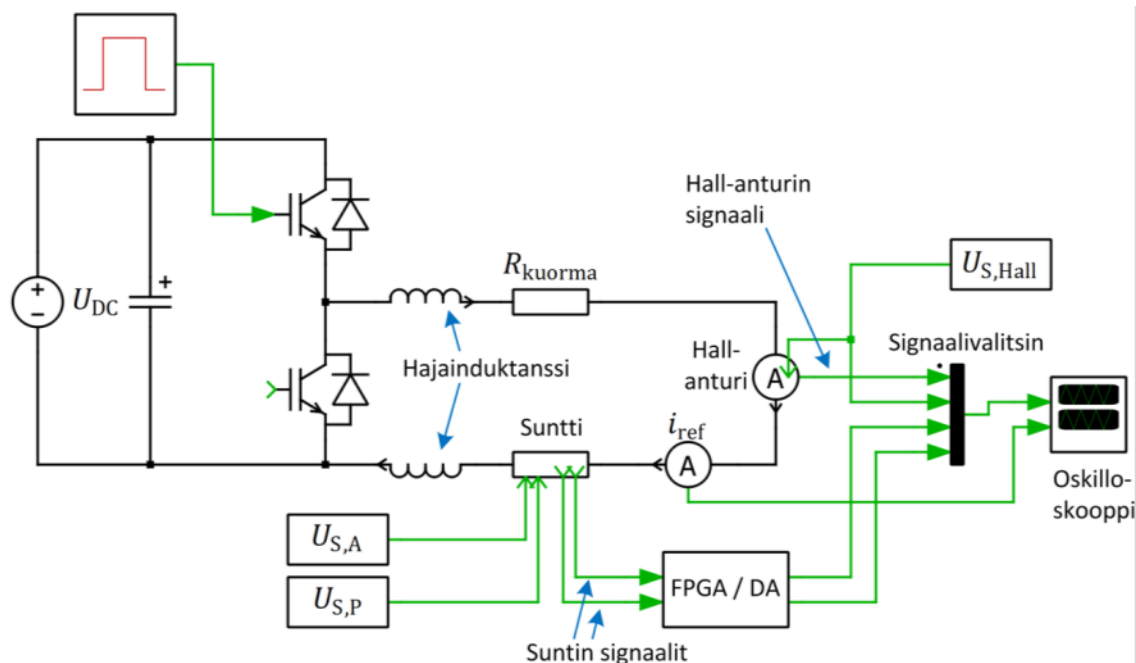 Hall-anturin
signaali
R_kuorma
U_S,Hall
+
+
−
U_DC
Hajainduktanssi
Hall-
anturi
A
Signaalivalitsin
Suntti
i_ref
A
Oskillo-
skooppi
U_S,A
U_S,P
FPGA / DA
Suntin signaalit